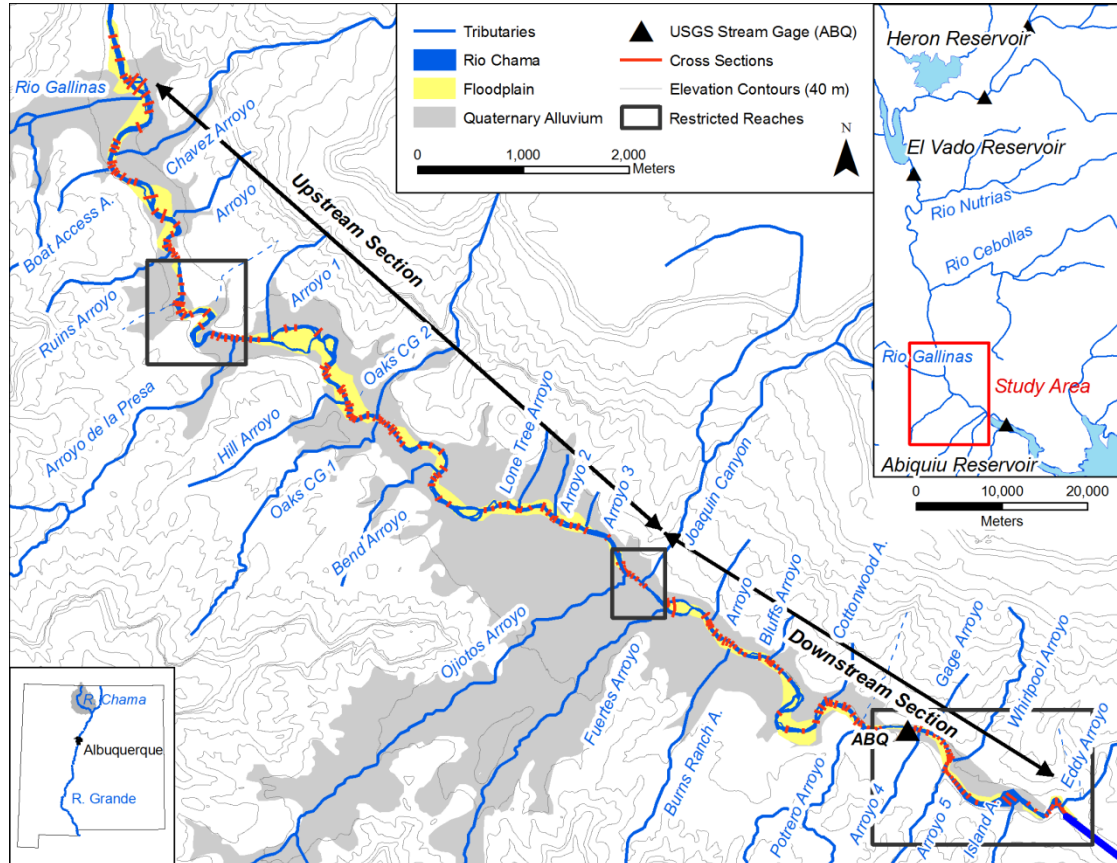 Tributaries
Rio Chama
Floodplain
Quaternary Alluvium
USGS Stream Gage (ABQ)
Cross Sections
Elevation Contours (40 m)
Restricted Reaches
0 1,000 2,000
Meters
N
Heron Reservoir
El Vado Reservoir
Rio Nutrias
Rio Cebollas
Rio Gallinas
Study Area
Abiquiu Reservoir
0 10,000 20,000
Meters
Rio Gallinas
Chavez Arroyo
Arroyo
Boat Access A.
Ruins Arroyo
Upstream Section
Arroyo 1
Oaks CG 2
Arroyo de la Presa
Hill Arroyo
Oaks CG 1
Bend Arroyo
Lone Tree Arroyo
Arroyo 2
Arroyo 3
Joaquin Canyon
Ojiotos Arroyo
Fuertes Arroyo
Burns Ranch A.
Arroyo
Bluffs Arroyo
Cottonwood A.
Downstream Section
Gage Arroyo
Whirlpool Arroyo
ABQ
Potrero Arroyo
Arroyo 4
Arroyo 5
Island A.
Eddy Arroyo
R. Chama
Albuquerque
R. Grande